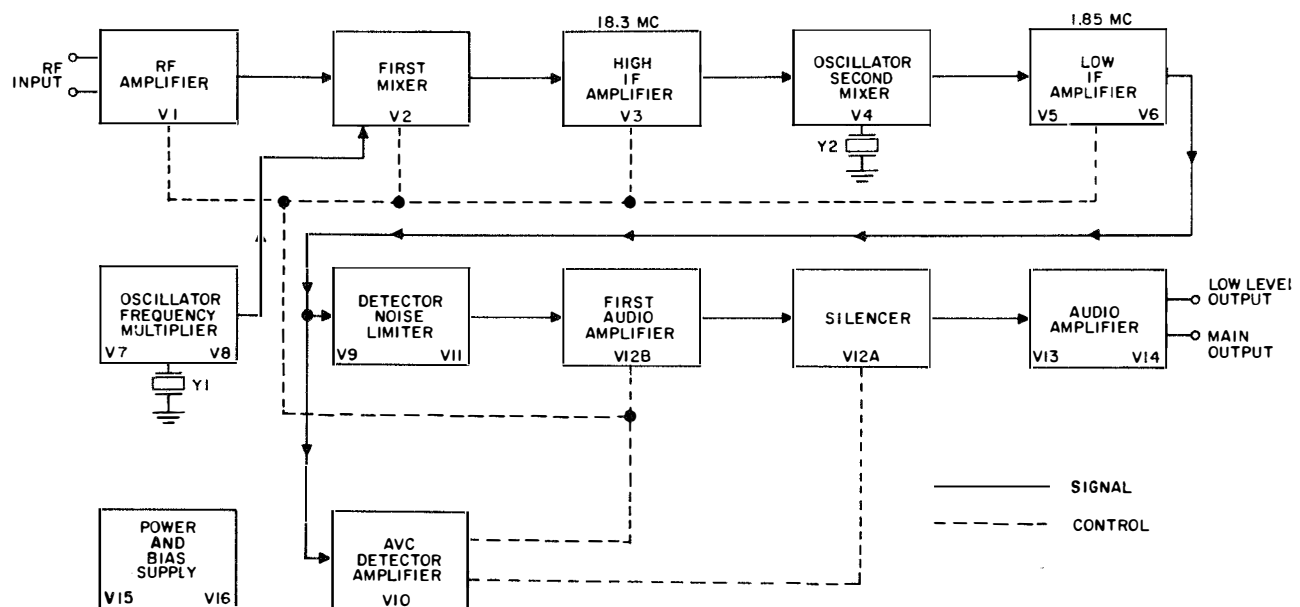 18.3 MC
1.85 MC
RF
INPUT
RF
AMPLIFIER
V1
FIRST
MIXER
V2
HIGH
IF
AMPLIFIER
V3
OSCILLATOR
SECOND
MIXER
V4
Y2
LOW
IF
AMPLIFIER
V5 V6
OSCILLATOR
FREQUENCY
MULTIPLIER
V7 V8
Y1
DETECTOR
NOISE
LIMITER
V9 V11
FIRST
AUDIO
AMPLIFIER
V12B
SILENCER
V12A
AUDIO
AMPLIFIER
V13 V14
LOW LEVEL
OUTPUT
MAIN
OUTPUT
POWER
AND
BIAS
SUPPLY
V15 V16
AVC
DETECTOR
AMPLIFIER
V10
SIGNAL
CONTROL